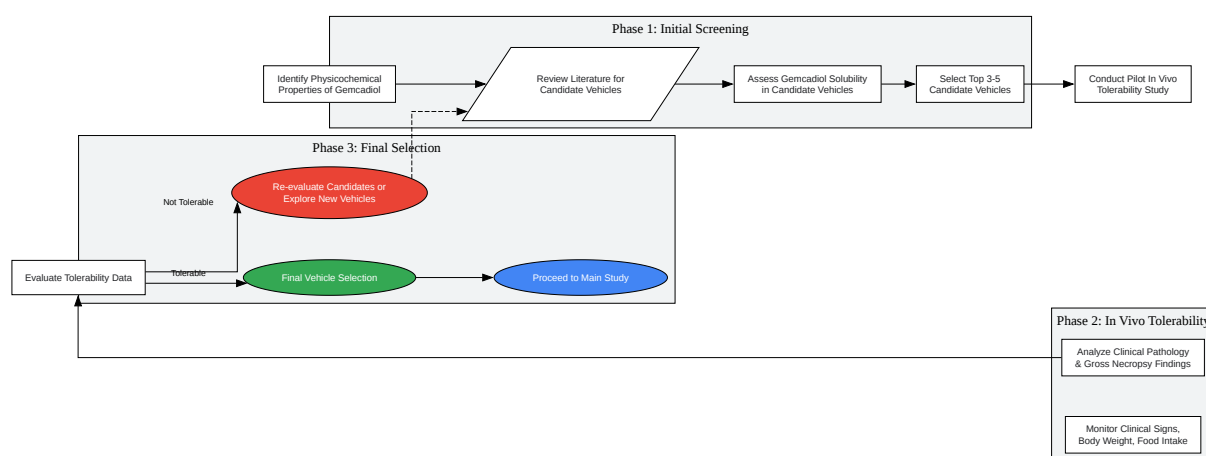 Phase 1: Initial Screening
Identify Physicochemical
Properties of Gemcadiol
Review Literature for
Candidate Vehicles
Assess Gemcadiol Solubility
in Candidate Vehicles
Select Top 3-5
Candidate Vehicles
Conduct Pilot In Vivo
Tolerability Study
Phase 3: Final Selection
Re-evaluate Candidates or
Explore New Vehicles
Not Tolerable
Evaluate Tolerability Data
Tolerable
Final Vehicle Selection
Proceed to Main Study
Phase 2: In Vivo Tolerability
Analyze Clinical Pathology
& Gross Necropsy Findings
Monitor Clinical Signs,
Body Weight, Food Intake